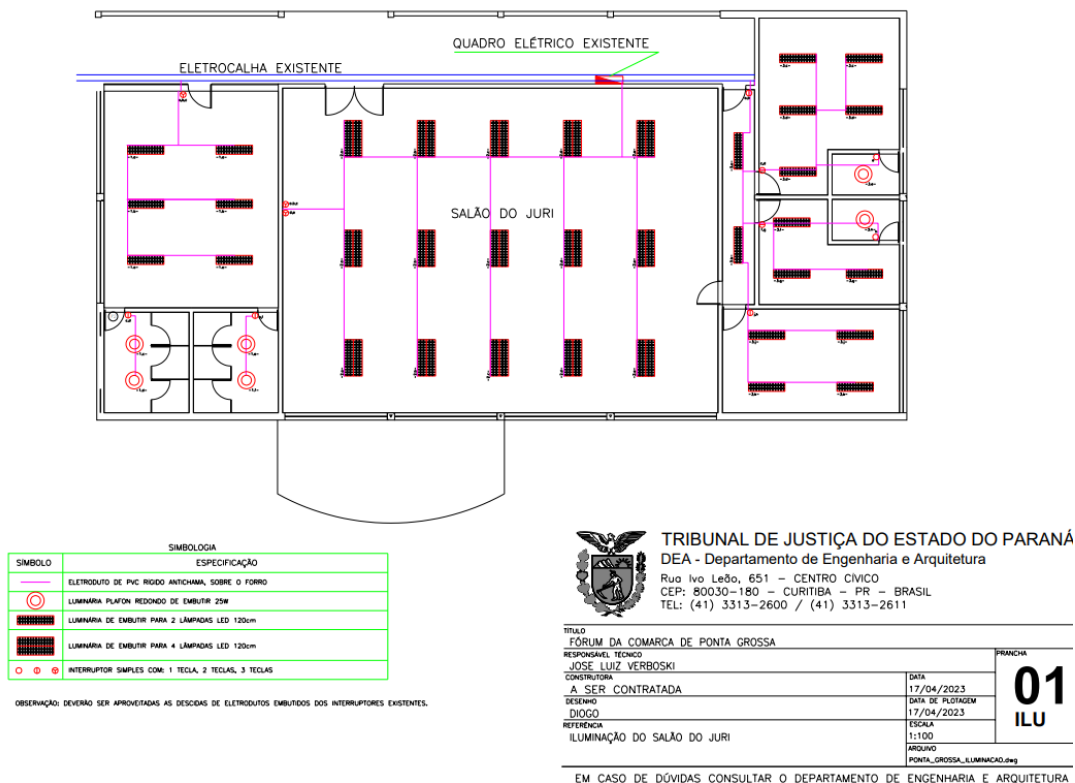 QUADRO ELÉTRICO EXISTENTE
ELETROCALHA EXISTENTE
SALÃO DO JURI
SIMBOLOGIA
SIMBOLO ESPECIFICAÇÃO
ELETRODUTO DE PVC RIGIDO ANTICHAMA, SOBRE O FORRO
LUMINÁRIA PLAFON REDONDO DE EMBUTIR 25W
LUMINÁRIA DE EMBUTIR PARA 2 LÂMPADAS LED 120cm
LUMINÁRIA DE EMBUTIR PARA 4 LÂMPADAS LED 120cm
INTERRUPTOR SIMPLES COM: 1 TECLA, 2 TECLAS, 3 TECLAS
OBSERVAÇÃO: DEVERÃO SER APROVEITADAS AS DESCIDAS DE ELETRODUTOS EMBUTIDOS DOS INTERRUPTORES EXISTENTES.
TRIBUNAL DE JUSTIÇA DO ESTADO DO PARANÁ
DEA - Departamento de Engenharia e Arquitetura
Rua Ivo Leão, 651 – CENTRO CÍVICO
CEP: 80030-180 – CURITIBA – PR – BRASIL
TEL: (41) 3313-2600 / (41) 3313-2611
TITULO
FÓRUM DA COMARCA DE PONTA GROSSA
RESPONSÁVEL TÉCNICO
JOSE LUIZ VERBOSKI
PRANCHA
01
ILU
CONSTRUTORA
A SER CONTRATADA
DATA
17/04/2023
DESENHO
DIOGO
DATA DE PLOTAGEM
17/04/2023
REFERÊNCIA
ILUMINAÇÃO DO SALÃO DO JURI
ESCALA
1:100
ARQUIVO
PONTA_GROSSA_ILUMINACAO.dwg
EM CASO DE DÚVIDAS CONSULTAR O DEPARTAMENTO DE ENGENHARIA E ARQUITETURA